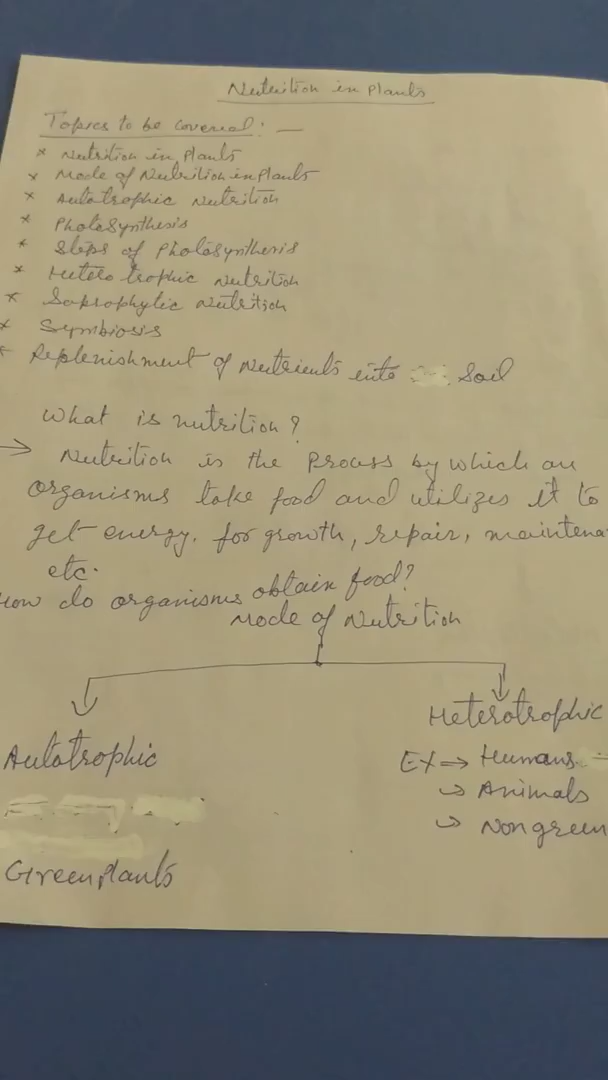 Nutrition in Plants
Topics to be covered: —
* Nutrition in Plants
* Mode of Nutrition in Plants
* Autotrophic Nutrition
* Photosynthesis
* Steps of Photosynthesis
* Heterotrophic Nutrition
* Saprophytic Nutrition
* Symbiosis
* Replenishment of Nutrients into Soil
What is nutrition?
→ Nutrition is the process by which an
organisms take food and utilizes it to
get energy. for growth, repair, maintena
etc.
How do organisms obtain food?
Mode of Nutrition
Autotrophic
Heterotrophic
Ex ⇒ Humans
↪ Animals
↪ Nongreen
Green plants